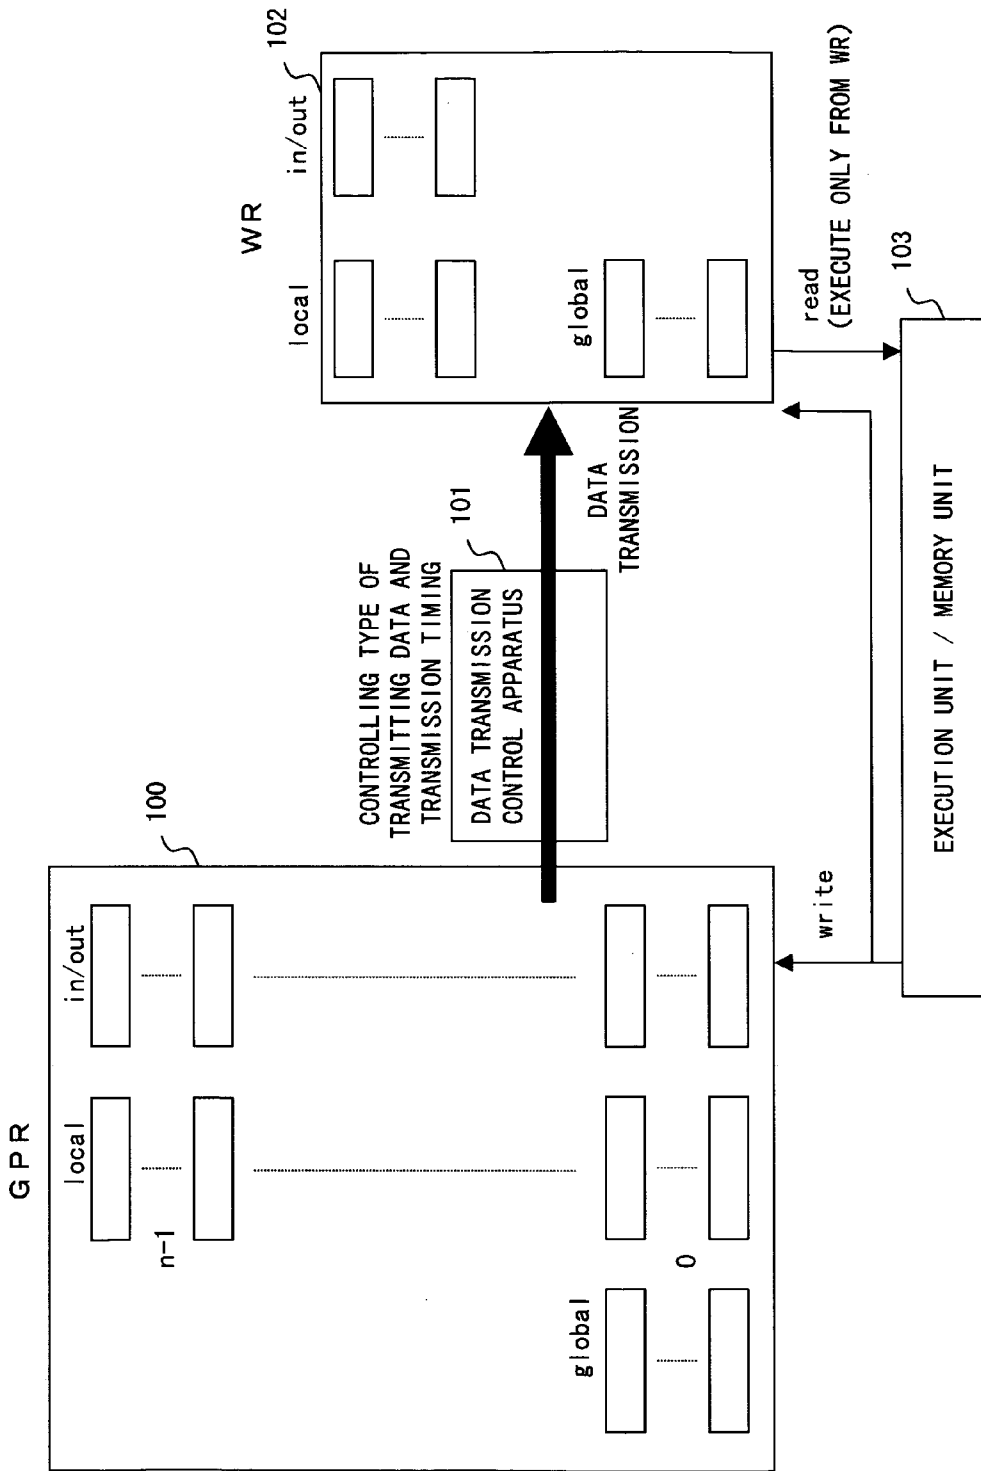 GPR
100
local
in/out
n-1
global
0
CONTROLLING TYPE OF
TRANSMITTING DATA AND
TRANSMISSION TIMING
101
DATA TRANSMISSION
CONTROL APPARATUS
DATA
TRANSMISSION
WR
102
local
in/out
global
write
read
(EXECUTE ONLY FROM WR)
103
EXECUTION UNIT / MEMORY UNIT